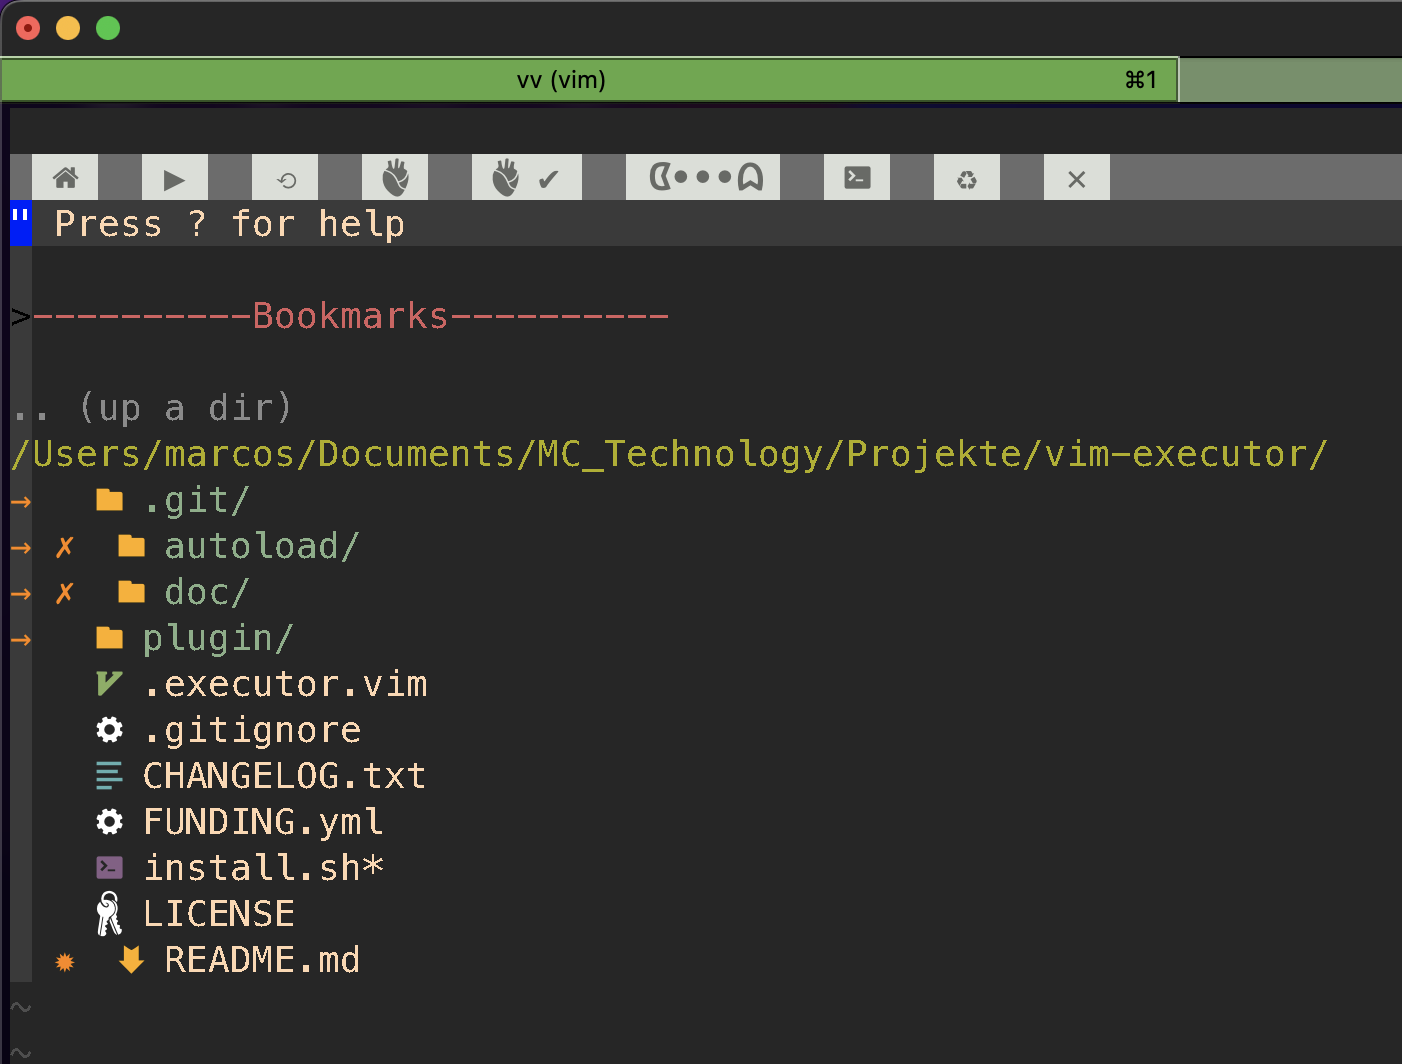 vv (vim) ⌘1
" Press ? for help
>----------Bookmarks----------
.. (up a dir)
/Users/marcos/Documents/MC_Technology/Projekte/vim-executor/
→ .git/
→ ✗ autoload/
→ ✗ doc/
→ plugin/
.executor.vim
.gitignore
CHANGELOG.txt
FUNDING.yml
install.sh*
LICENSE
✹ README.md
~
~